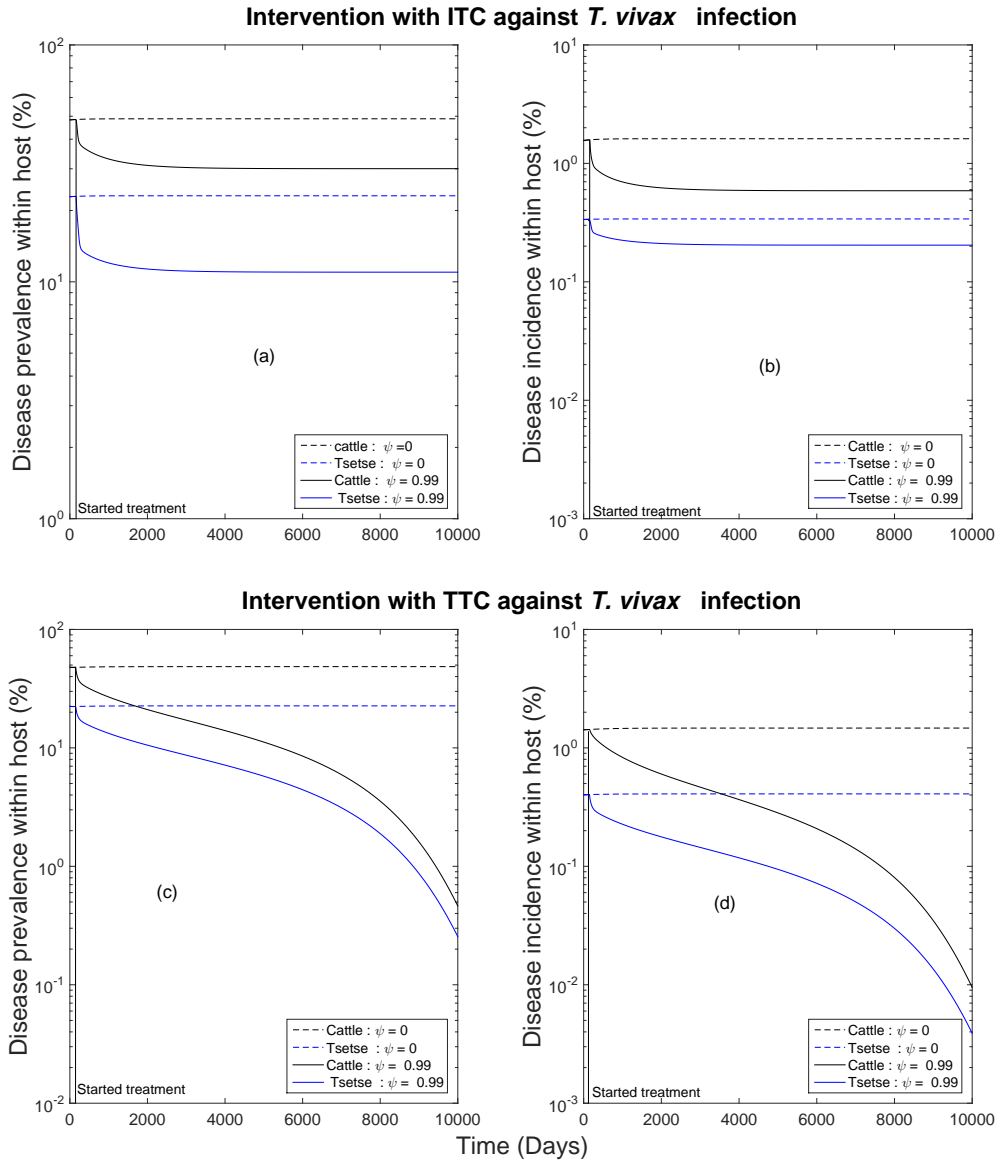 Intervention with ITC against T. vivax infection
Disease prevalence within host (%)
10^2
10^1
10^0
(a)
cattle : ψ =0
Tsetse : ψ = 0
Cattle : ψ = 0.99
Tsetse : ψ = 0.99
Started treatment
0 2000 4000 6000 8000 10000
Disease incidence within host (%)
10^1
10^0
10^-1
10^-2
10^-3
(b)
Cattle : ψ = 0
Tsetse : ψ = 0
Cattle : ψ = 0.99
Tsetse : ψ = 0.99
Started treatment
0 2000 4000 6000 8000 10000
Intervention with TTC against T. vivax infection
Disease prevalence within host (%)
10^2
10^1
10^0
10^-1
10^-2
(c)
Cattle : ψ = 0
Tsetse : ψ = 0
Cattle : ψ = 0.99
Tsetse : ψ = 0.99
Started treatment
0 2000 4000 6000 8000 10000
Disease incidence within host (%)
10^1
10^0
10^-1
10^-2
10^-3
(d)
Cattle : ψ = 0
Tsetse : ψ = 0
Cattle : ψ = 0.99
Tsetse : ψ = 0.99
Started treatment
0 2000 4000 6000 8000 10000
Time (Days)